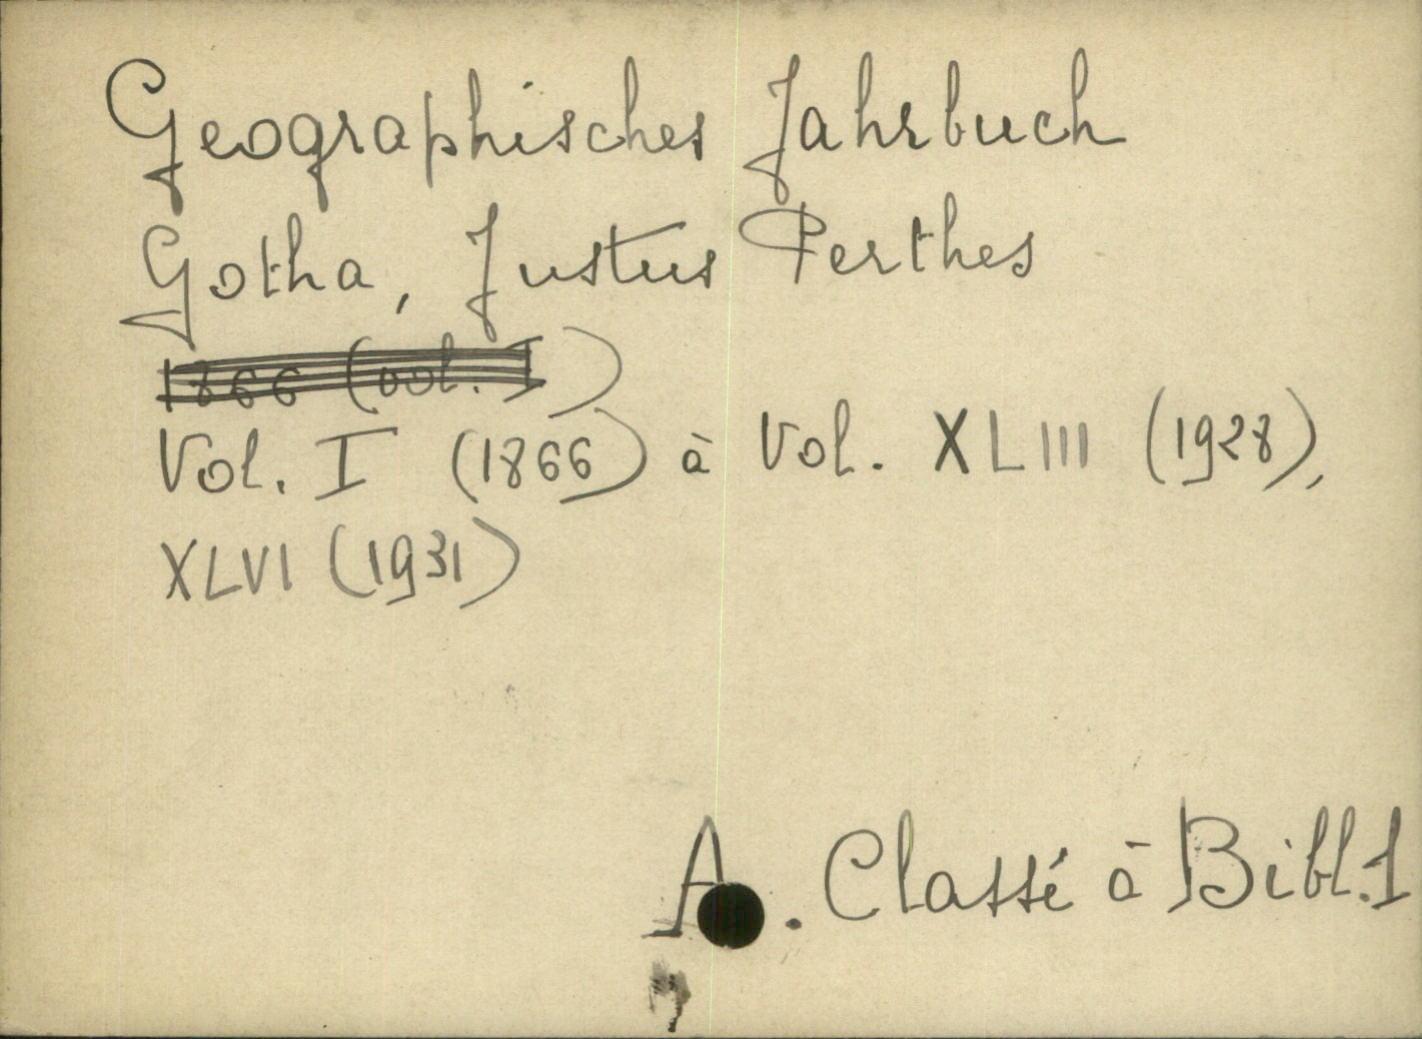 Geographisches Jahrbuch
Gotha, Justus Perthes
1866 (vol. I)
Vol. I (1866) à Vol. XLIII (1928),
XLVI (1931)
A. Classé à Bibl. 1